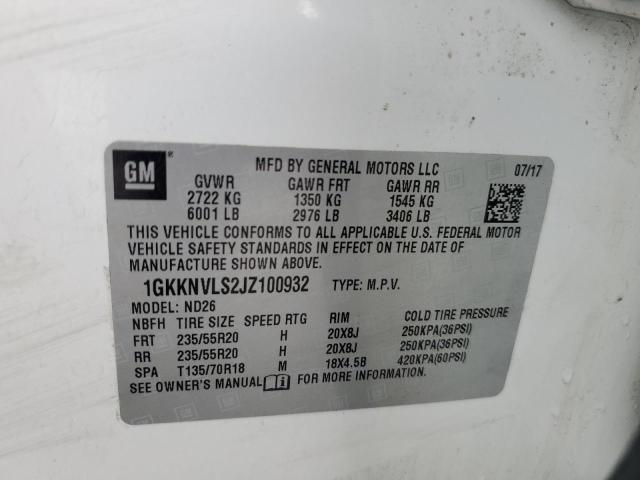 GM
MFD BY GENERAL MOTORS LLC 07/17
GVWR GAWR FRT GAWR RR
2722 KG 1350 KG 1545 KG
6001 LB 2976 LB 3406 LB
THIS VEHICLE CONFORMS TO ALL APPLICABLE U.S. FEDERAL MOTOR
VEHICLE SAFETY STANDARDS IN EFFECT ON THE DATE OF
MANUFACTURE SHOWN ABOVE.
1GKKNVLS2JZ100932 TYPE: M.P.V.
MODEL: ND26
NBFH TIRE SIZE SPEED RTG RIM COLD TIRE PRESSURE
FRT 235/55R20 H 20X8J 250KPA(36PSI)
RR 235/55R20 H 20X8J 250KPA(36PSI)
SPA T135/70R18 M 18X4.5B 420KPA(60PSI)
SEE OWNER'S MANUAL FOR MORE INFORMATION.